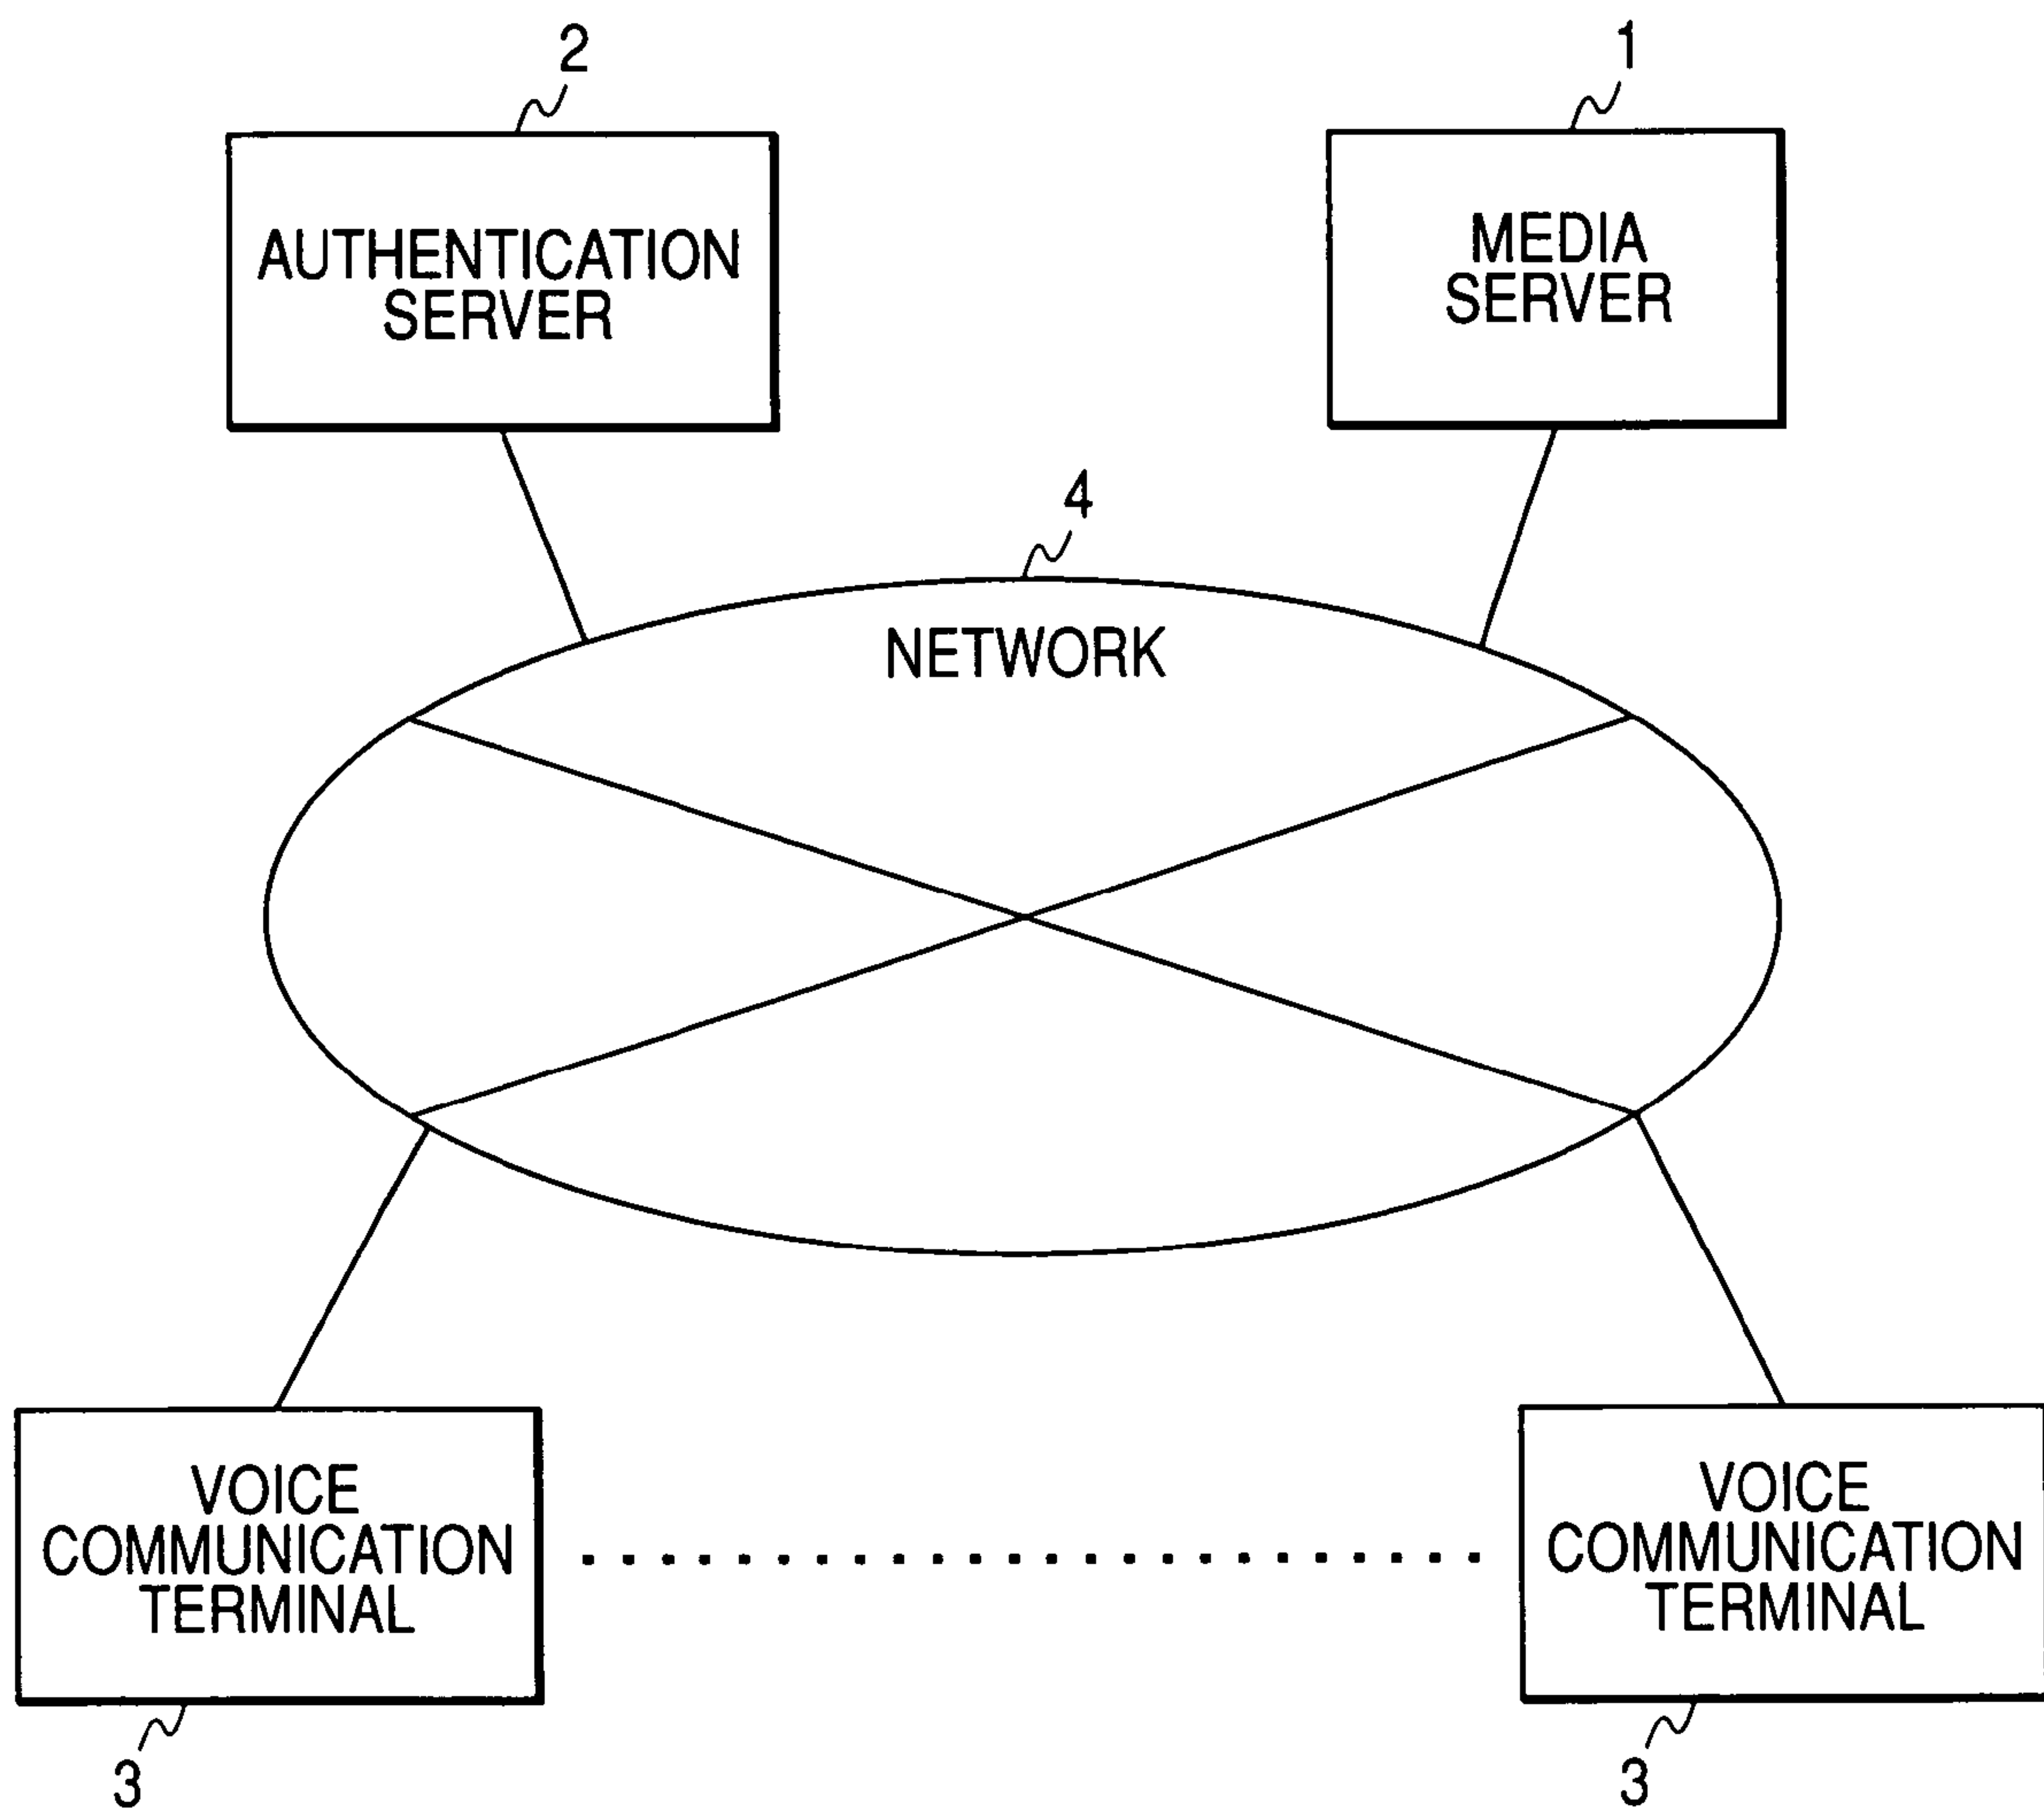 2
1
AUTHENTICATION
SERVER
MEDIA
SERVER
4
NETWORK
VOICE
COMMUNICATION
TERMINAL
VOICE
COMMUNICATION
TERMINAL
3
3